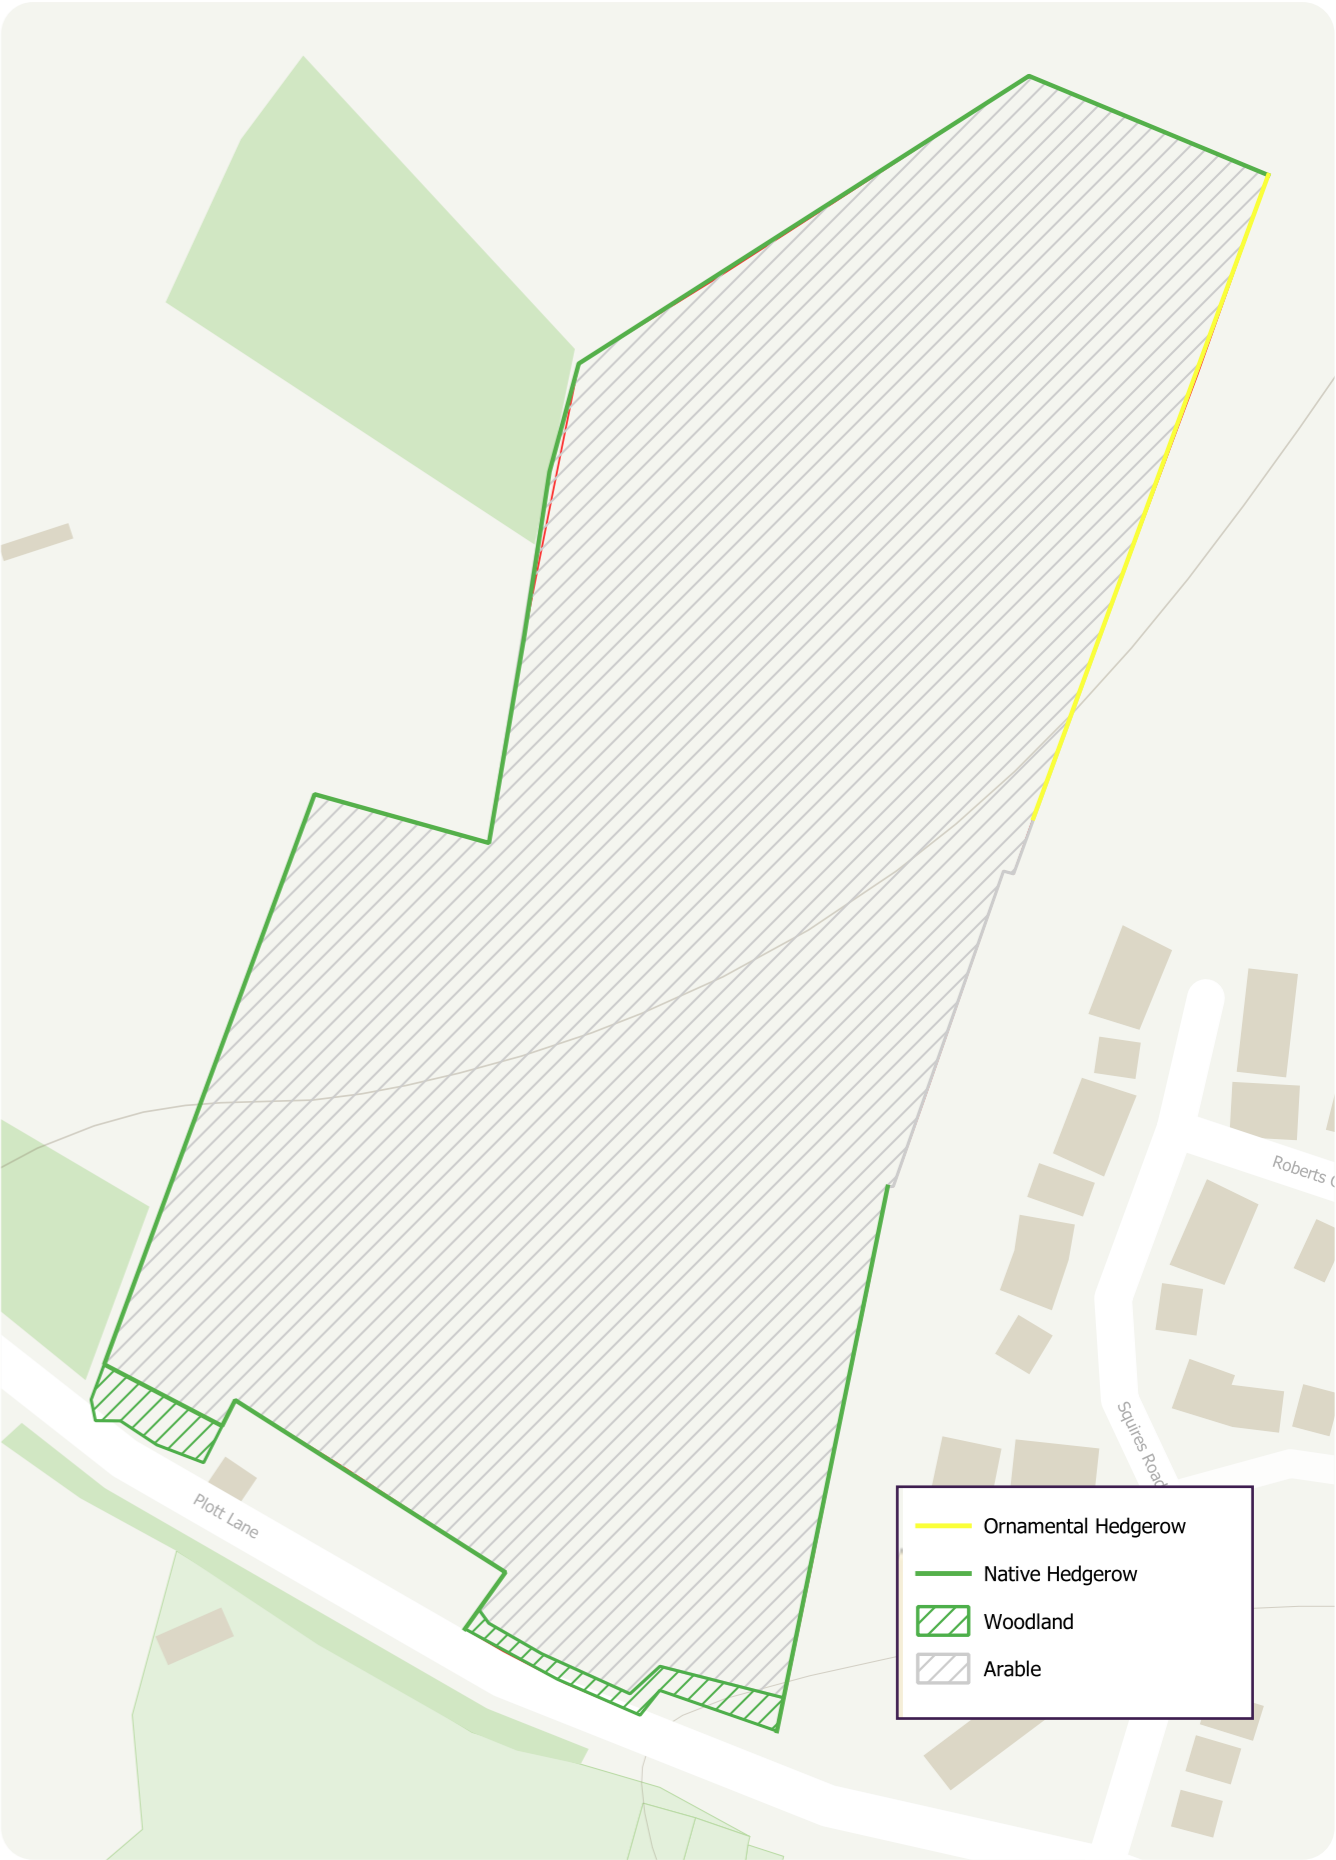 Roberts
Squires Road
Plott Lane
Ornamental Hedgerow
Native Hedgerow
Woodland
Arable